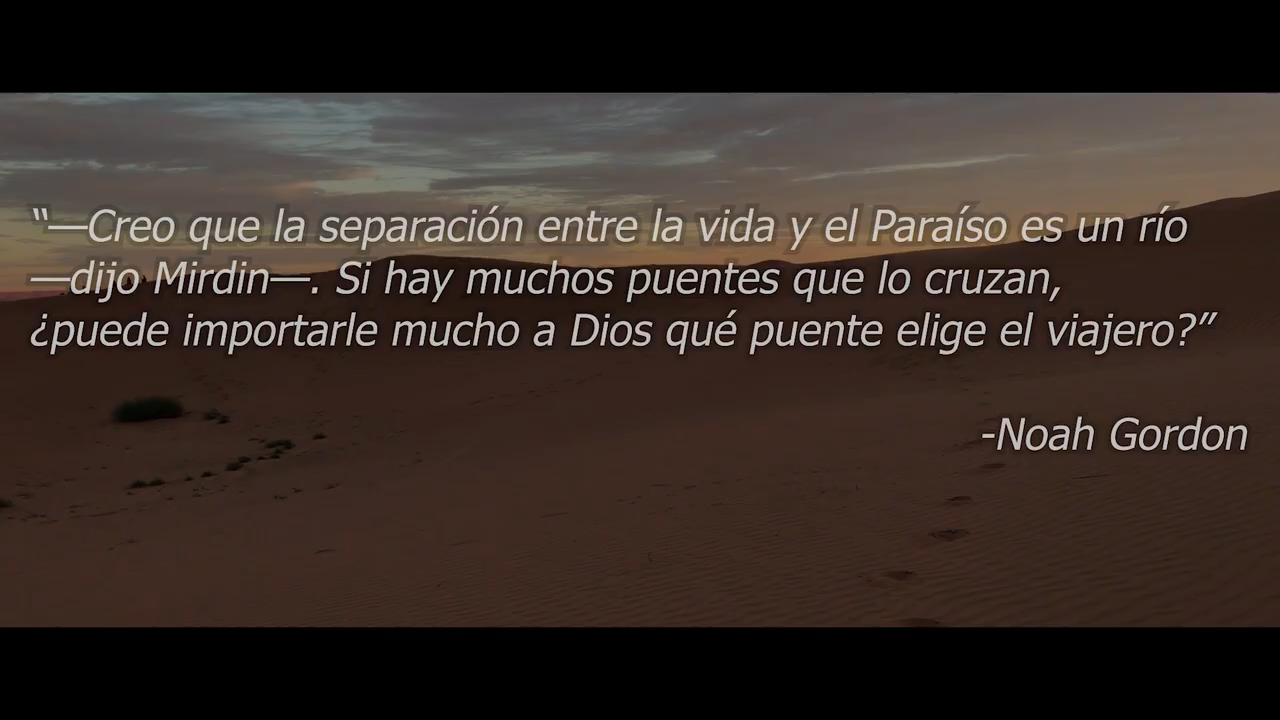 “—Creo que la separación entre la vida y el Paraíso es un río
—dijo Mirdin—. Si hay muchos puentes que lo cruzan,
¿puede importarle mucho a Dios qué puente elige el viajero?”
-Noah Gordon